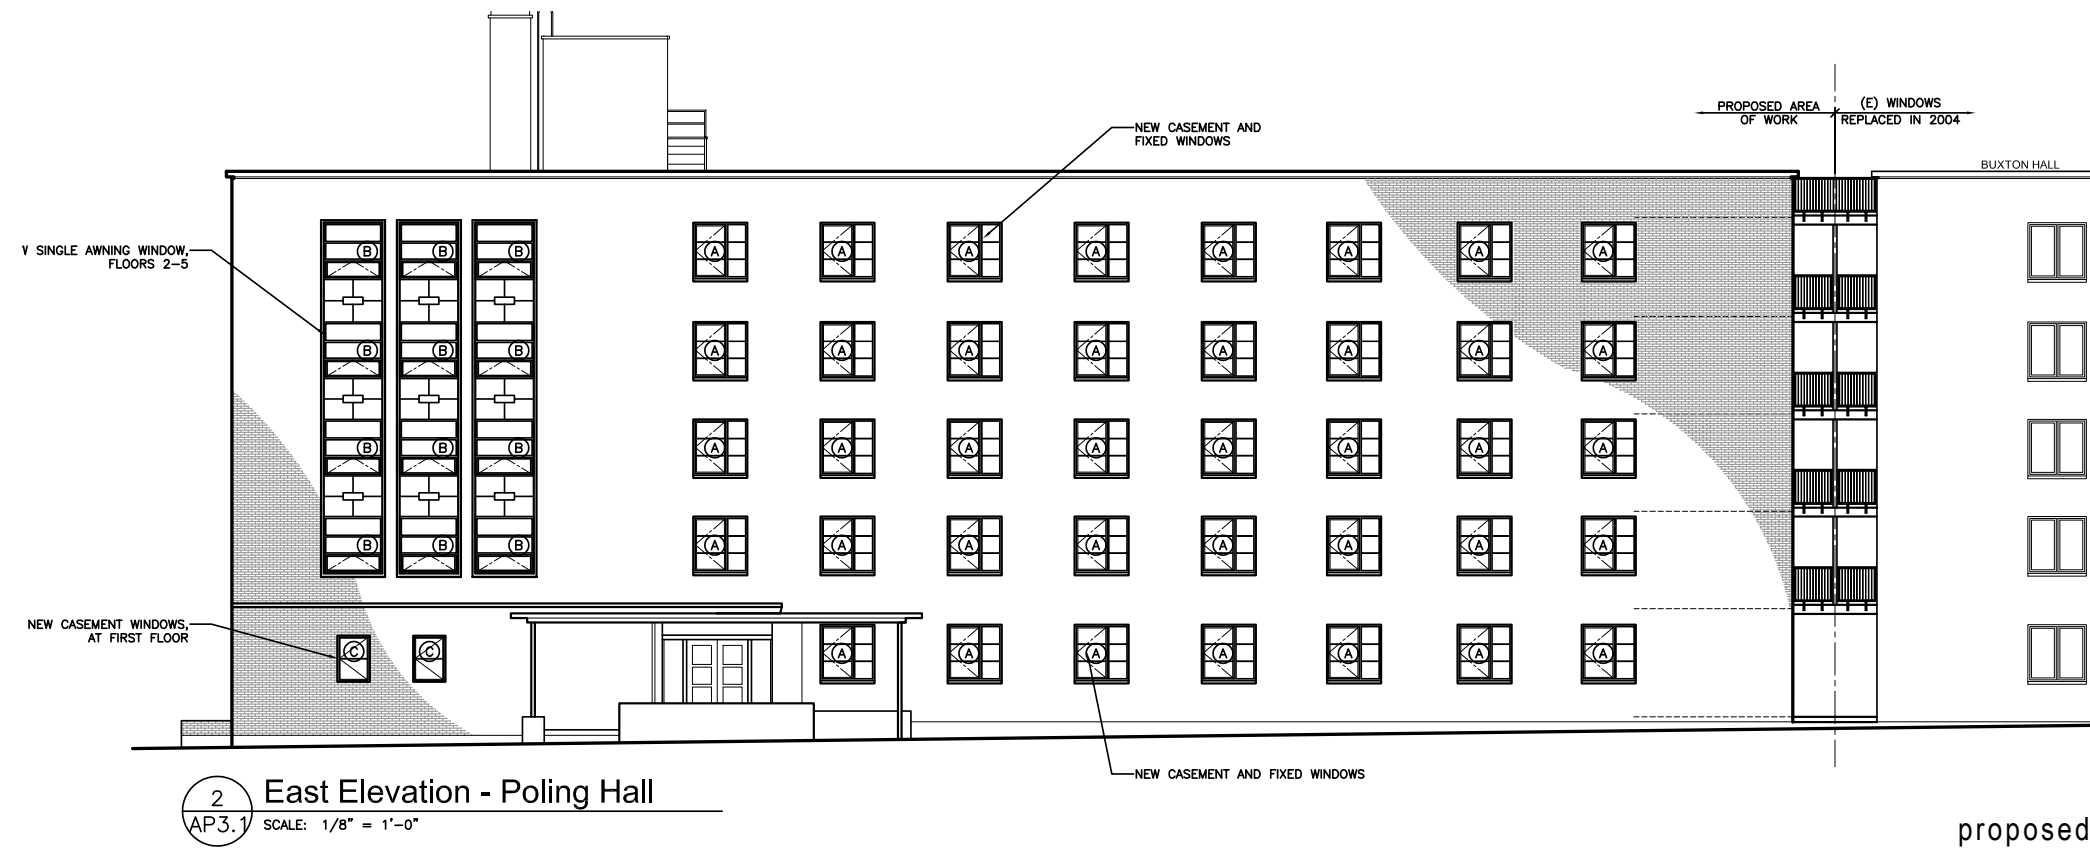 PROPOSED AREA
OF WORK
(E) WINDOWS
REPLACED IN 2004
NEW CASEMENT AND
FIXED WINDOWS
BUXTON HALL
V SINGLE AWNING WINDOW,
FLOORS 2-5
B B B A A A A A A A A
B B B A A A A A A A A
B B B A A A A A A A A
B B B A A A A A A A A
NEW CASEMENT WINDOWS,
AT FIRST FLOOR
C C A A A A A A A
NEW CASEMENT AND FIXED WINDOWS
2
AP3.1
East Elevation - Poling Hall
SCALE: 1/8" = 1'-0"
proposed